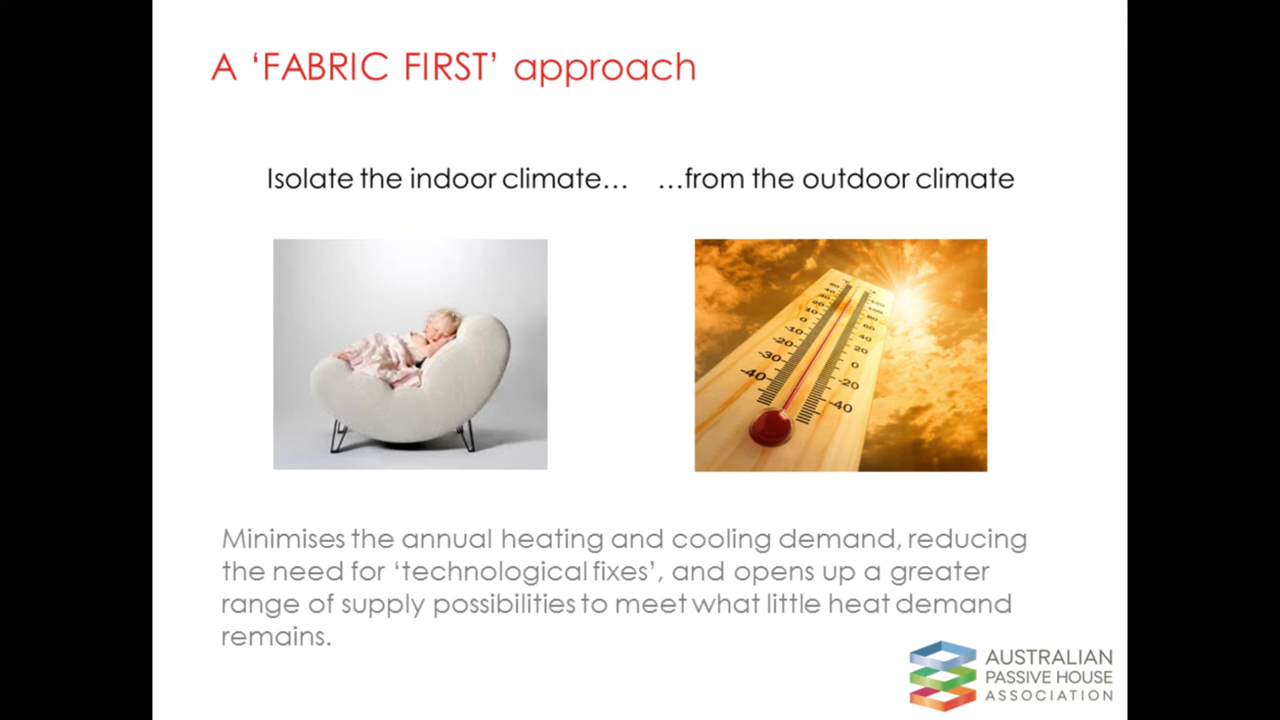 A ‘FABRIC FIRST’ approach
Isolate the indoor climate… …from the outdoor climate
Minimises the annual heating and cooling demand, reducing
the need for ‘technological fixes’, and opens up a greater
range of supply possibilities to meet what little heat demand
remains.
AUSTRALIAN
PASSIVE HOUSE
ASSOCIATION